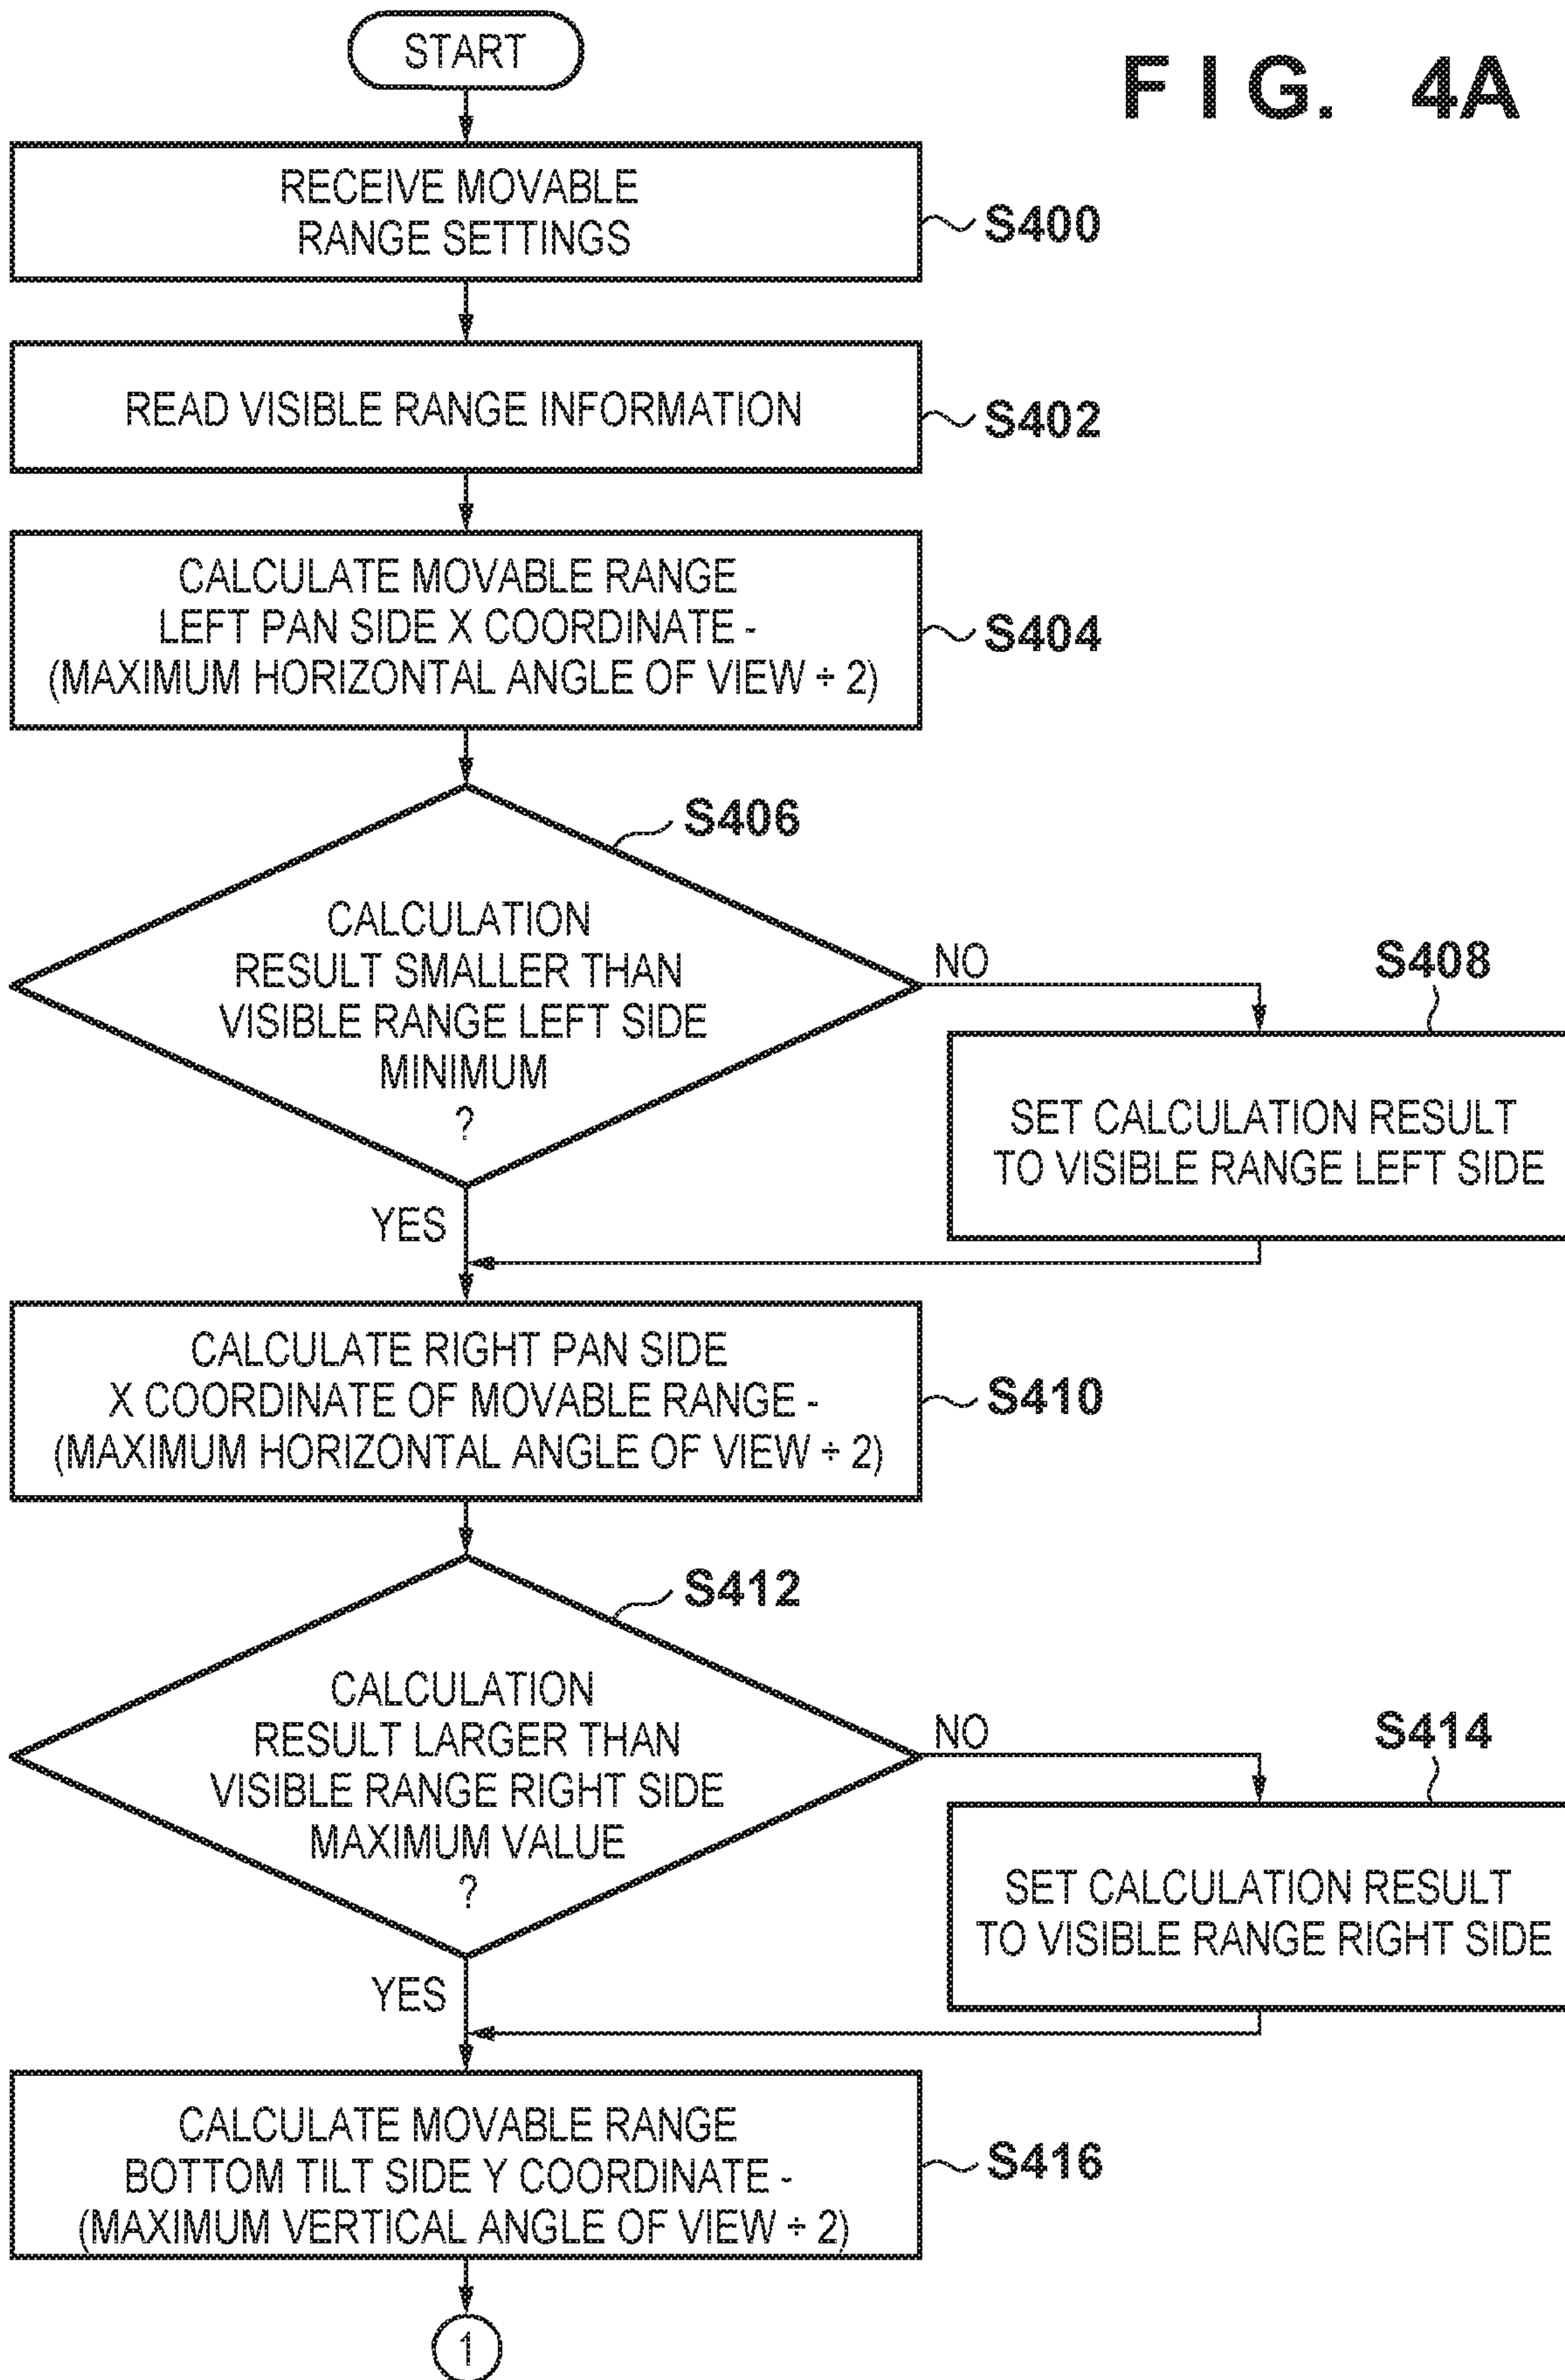 START
FIG. 4A
RECEIVE MOVABLE
RANGE SETTINGS
S400
READ VISIBLE RANGE INFORMATION
S402
CALCULATE MOVABLE RANGE
LEFT PAN SIDE X COORDINATE -
(MAXIMUM HORIZONTAL ANGLE OF VIEW ÷ 2)
S404
S406
CALCULATION
RESULT SMALLER THAN
VISIBLE RANGE LEFT SIDE
MINIMUM
?
NO
S408
SET CALCULATION RESULT
TO VISIBLE RANGE LEFT SIDE
YES
CALCULATE RIGHT PAN SIDE
X COORDINATE OF MOVABLE RANGE -
(MAXIMUM HORIZONTAL ANGLE OF VIEW ÷ 2)
S410
S412
CALCULATION
RESULT LARGER THAN
VISIBLE RANGE RIGHT SIDE
MAXIMUM VALUE
?
NO
S414
SET CALCULATION RESULT
TO VISIBLE RANGE RIGHT SIDE
YES
CALCULATE MOVABLE RANGE
BOTTOM TILT SIDE Y COORDINATE -
(MAXIMUM VERTICAL ANGLE OF VIEW ÷ 2)
S416
1